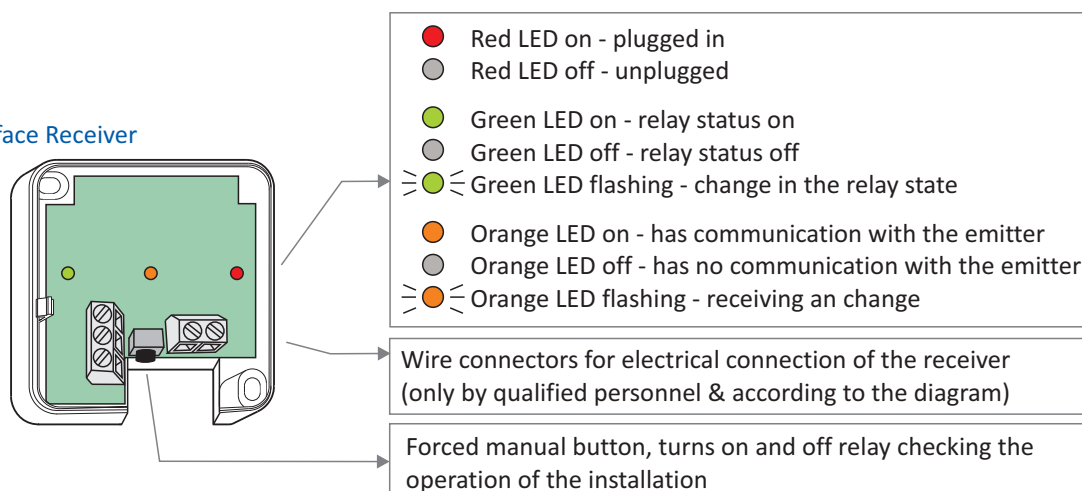 Red LED on - plugged in
Red LED off - unplugged
Green LED on - relay status on
face Receiver
Green LED off - relay status off
Green LED flashing - change in the relay state
Orange LED on - has communication with the emitter
Orange LED off - has no communication with the emitter
Orange LED flashing - receiving an change
Wire connectors for electrical connection of the receiver
(only by qualified personnel & according to the diagram)
Forced manual button, turns on and off relay checking the
operation of the installation